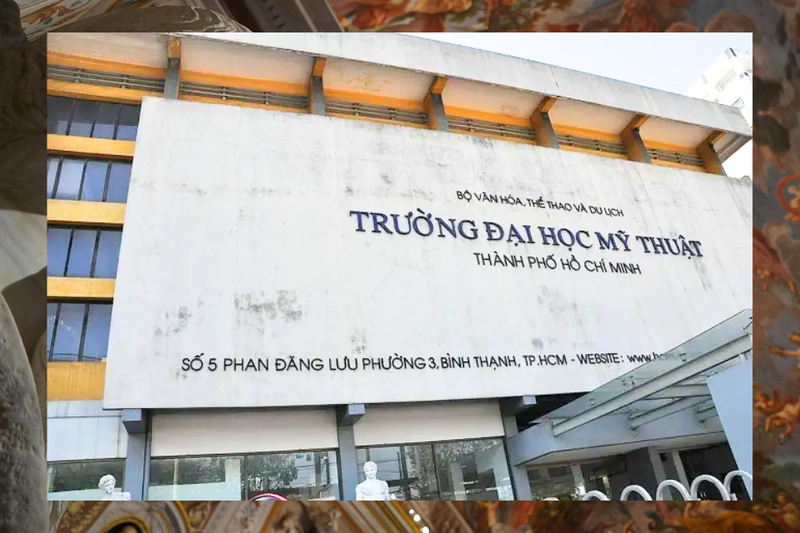 BỘ VĂN HÓA, THỂ THAO VÀ DU LỊCH
TRƯỜNG ĐẠI HỌC MỸ THUẬT
THÀNH PHỐ HỒ CHÍ MINH
SỐ 5 PHAN ĐĂNG LƯU PHƯỜNG 3, BÌNH THẠNH, TP.HCM - WEBSITE :